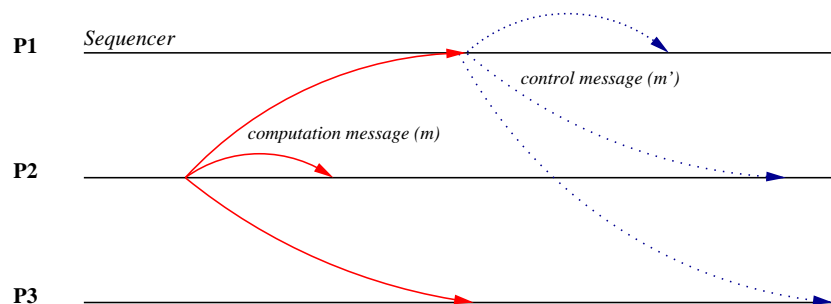 P1 Sequencer
control message (m')
computation message (m)
P2
P3